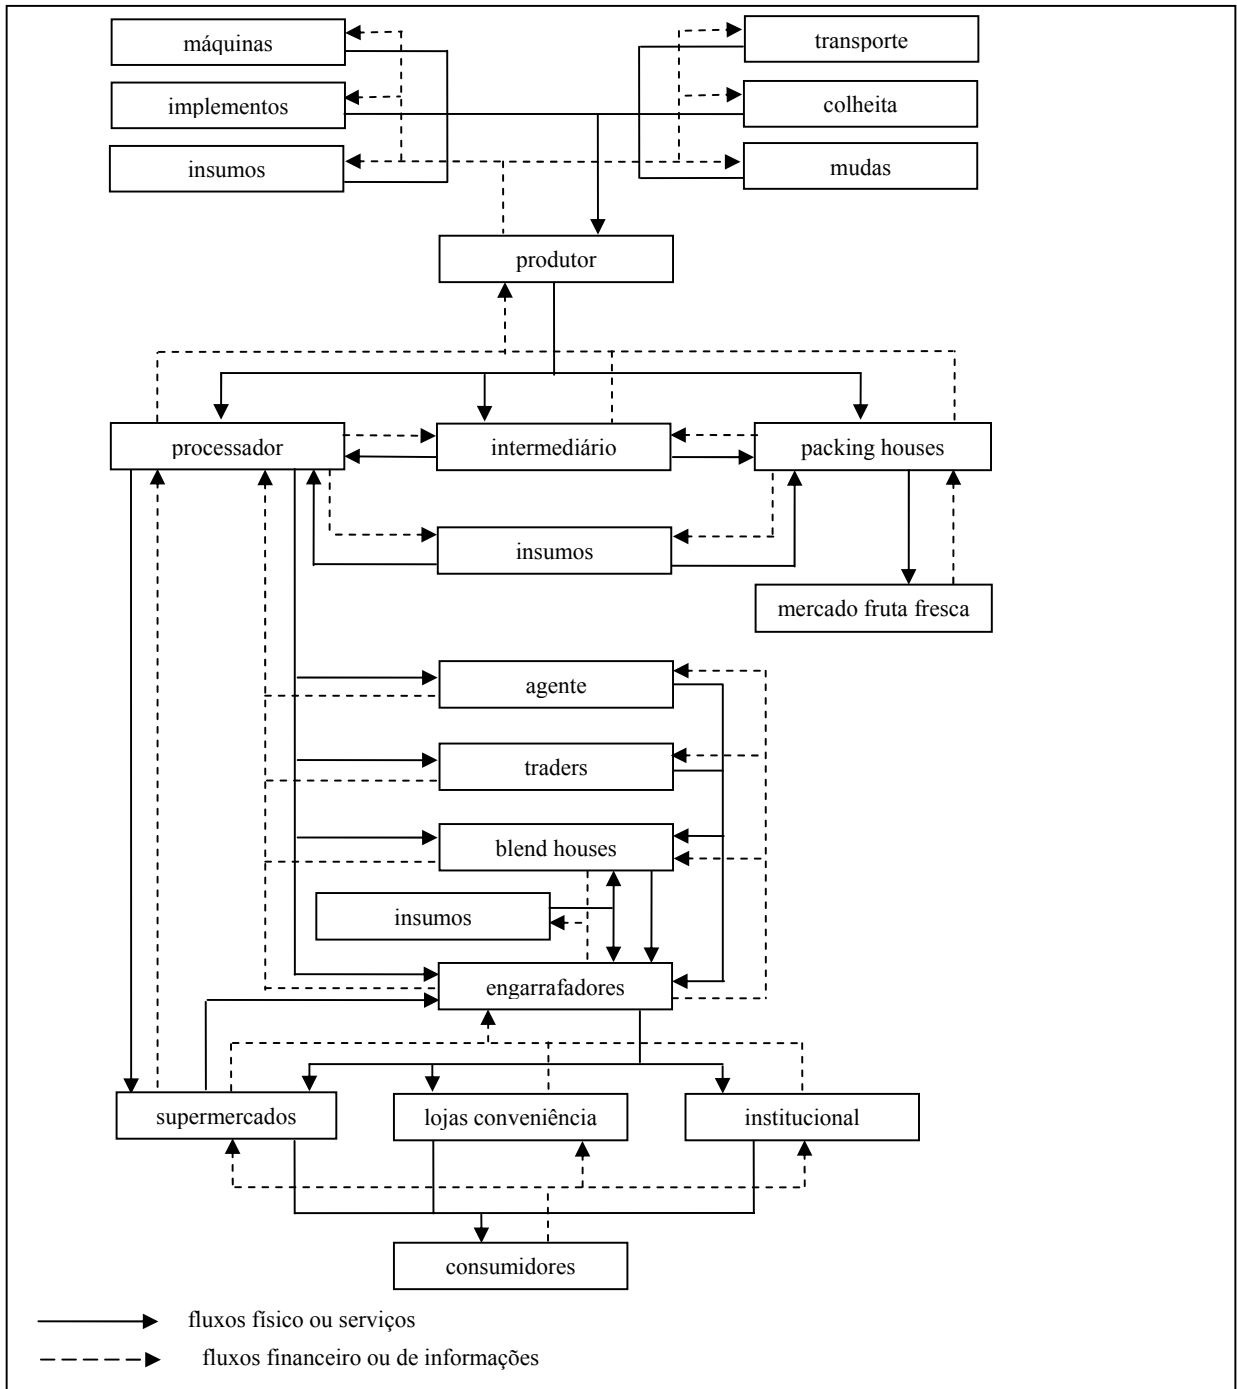 máquinas
transporte
implementos
colheita
insumos
mudas
produtor
processador
intermediário
packing houses
insumos
mercado fruta fresca
agente
traders
blend houses
insumos
engarrafadores
supermercados
lojas conveniência
institucional
consumidores
fluxos físico ou serviços
fluxos financeiro ou de informações